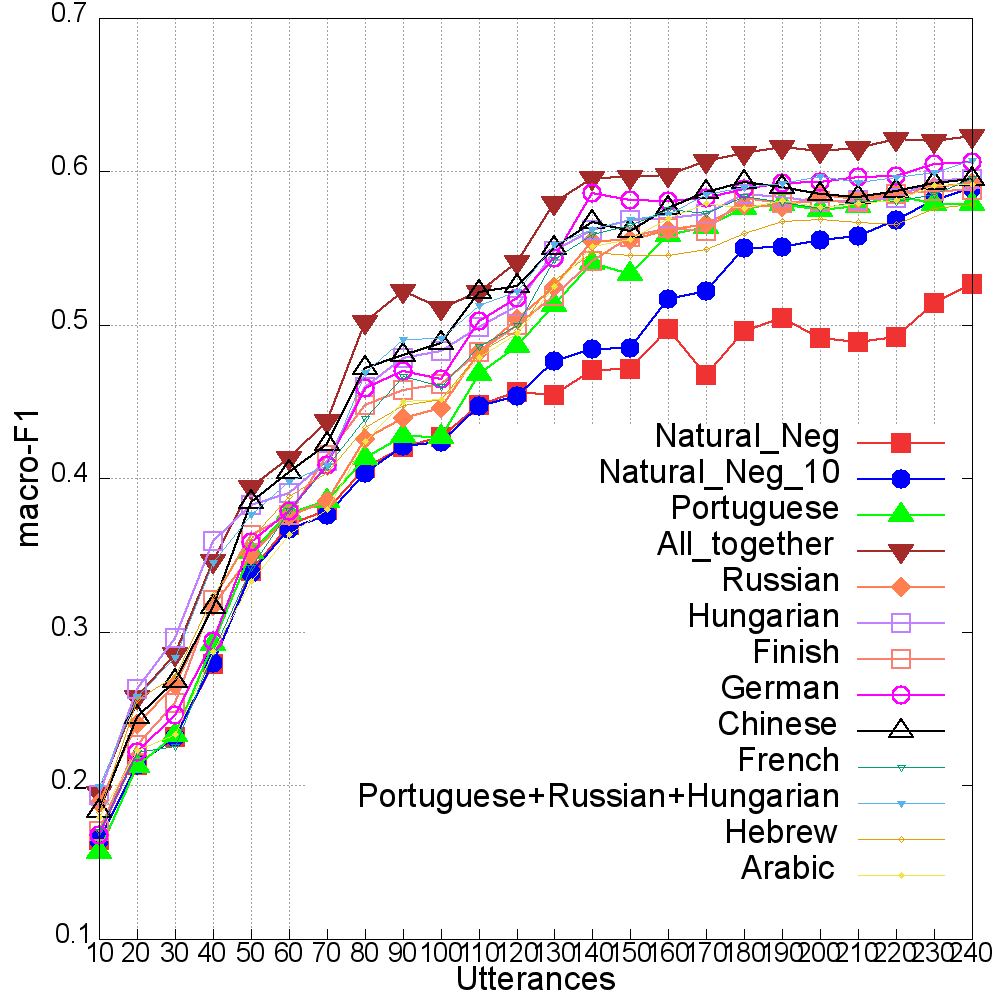 0.7
0.6
0.5
0.4
0.3
0.2
0.1
macro-F1
Natural_Neg
Natural_Neg_10
Portuguese
All_together
Russian
Hungarian
Finish
German
Chinese
French
Portuguese+Russian+Hungarian
Hebrew
Arabic
10 20 30 40 50 60 70 80 90 100 110 120 130 140 150 160 170 180 190 200 210 220 230 240
Utterances